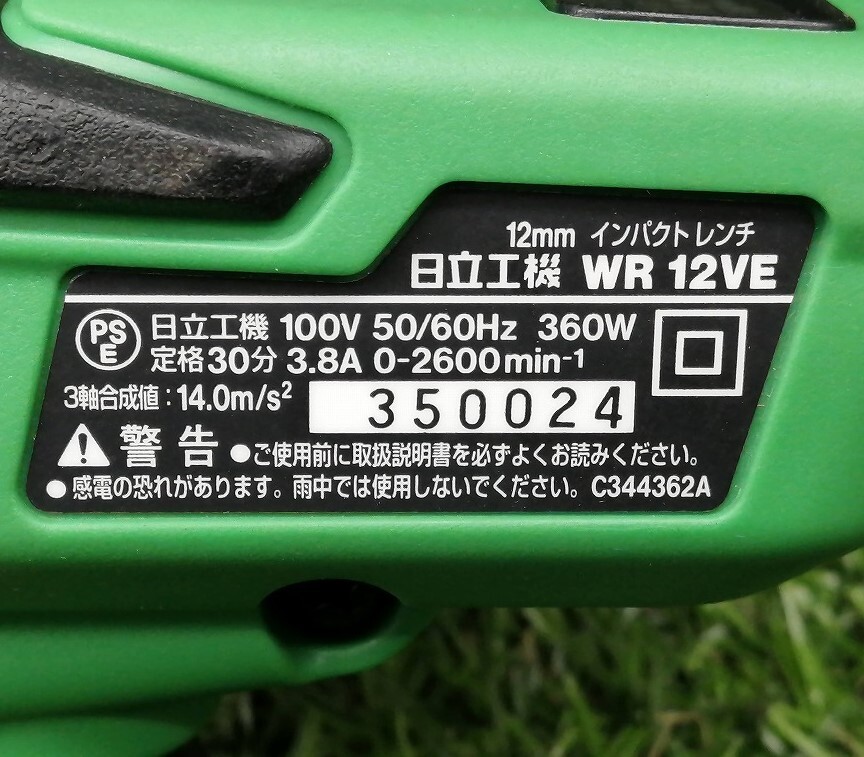 12mm インパクトレンチ
日立工機 WR 12VE
PSE 日立工機 100V 50/60Hz 360W
定格30分 3.8A 0-2600min⁻¹
3軸合成値：14.0m/s² 350024
警告 ●ご使用前に取扱説明書を必ずよくお読みください。
●感電の恐れがあります。雨中では使用しないでください。 C344362A